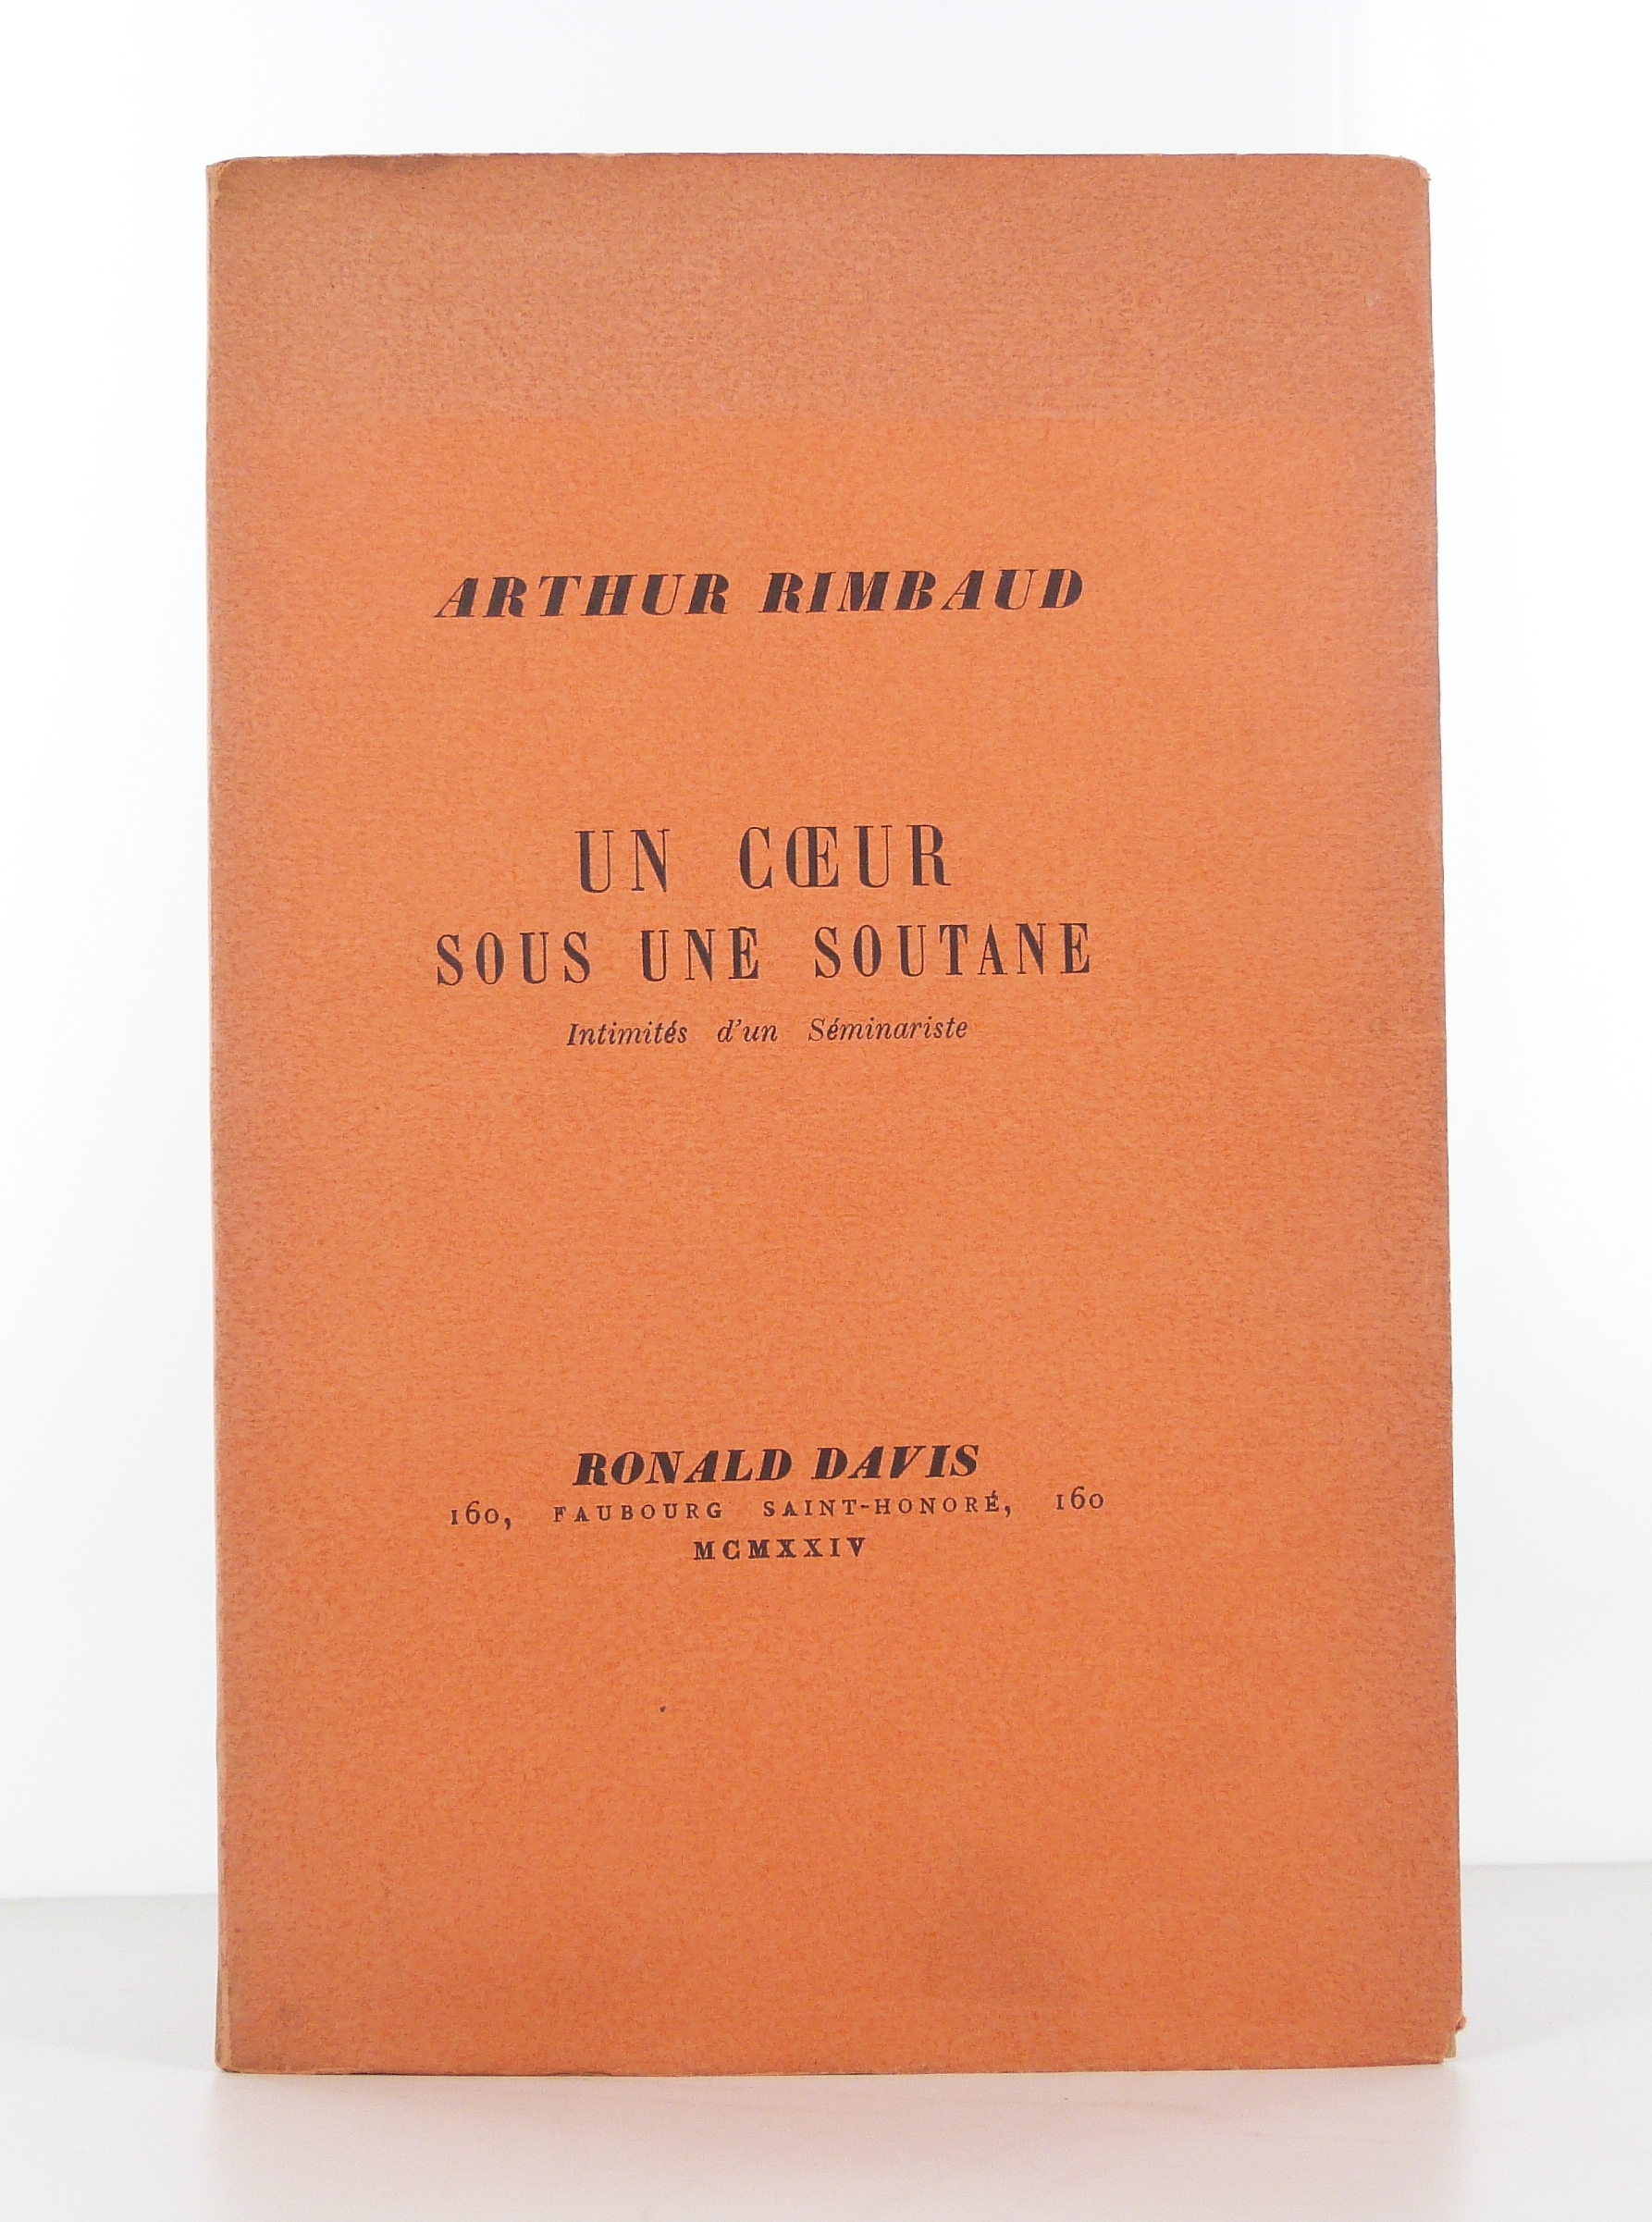 ARTHUR RIMBAUD
UN CŒUR
SOUS UNE SOUTANE
Intimités d'un Séminariste
RONALD DAVIS
160, FAUBOURG SAINT-HONORÉ, 160
MCMXXIV